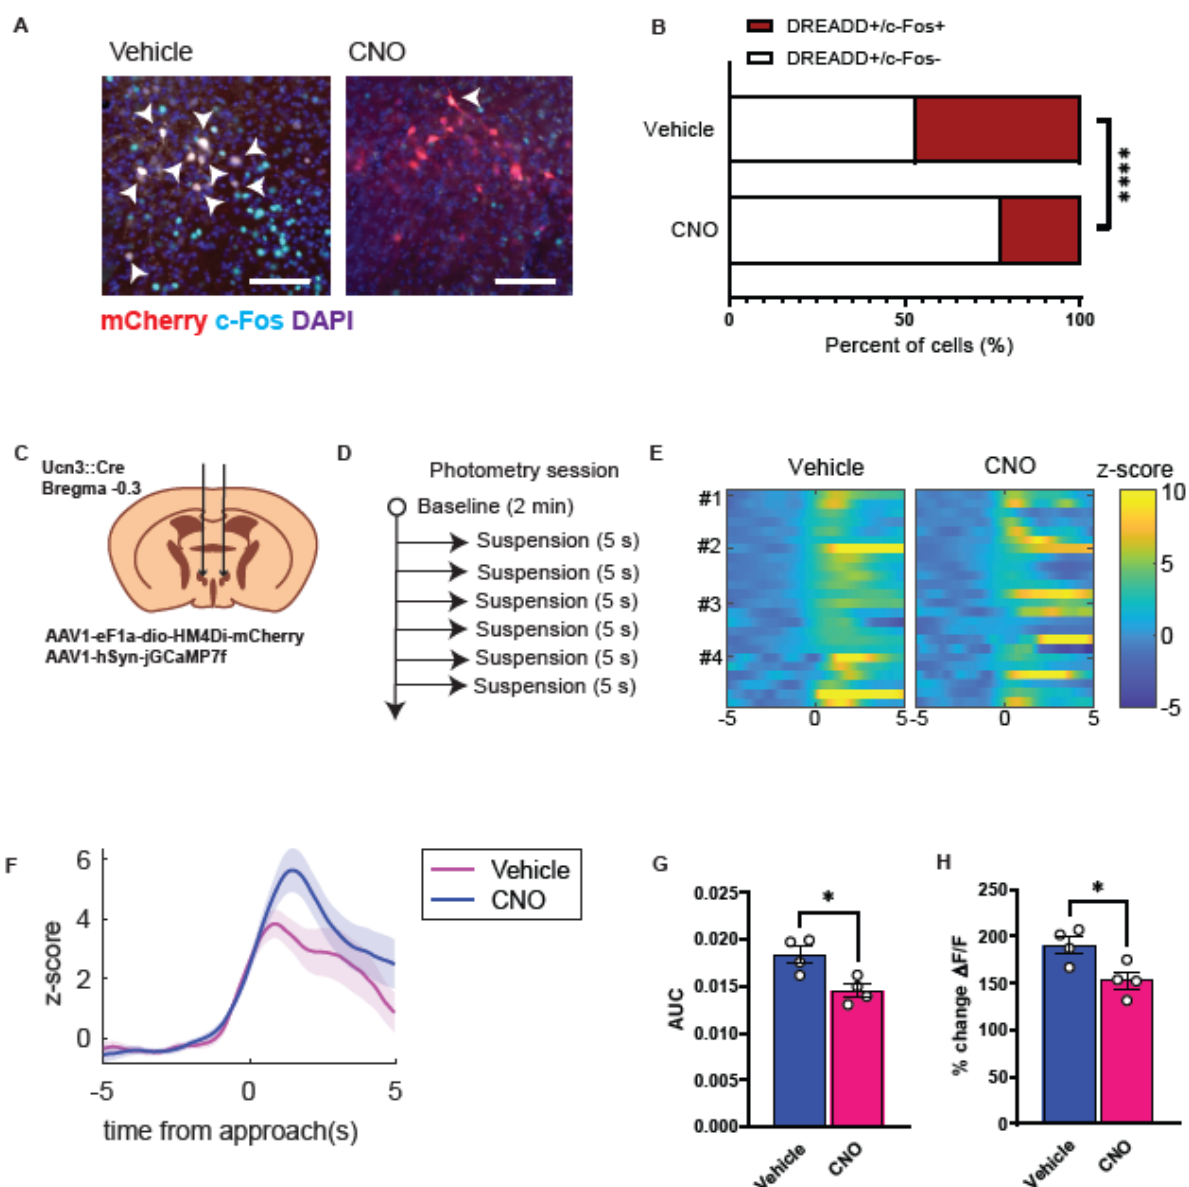 A
Vehicle
CNO
mCherry c-Fos DAPI
B
DREADD+/c-Fos+
DREADD+/c-Fos-
Vehicle
CNO
****
0
50
100
Percent of cells (%)
C
Ucn3::Cre
Bregma -0.3
AAV1-eF1a-dio-HM4Di-mCherry
AAV1-hSyn-jGCaMP7f
D
Photometry session
Baseline (2 min)
Suspension (5 s)
Suspension (5 s)
Suspension (5 s)
Suspension (5 s)
Suspension (5 s)
Suspension (5 s)
E
Vehicle
CNO
z-score
#1
#2
#3
#4
-5
0
5
-5
0
5
10
5
0
-5
F
Vehicle
CNO
z-score
6
4
2
0
-5
0
5
time from approach(s)
G
AUC
0.025
0.020
0.015
0.010
0.005
0.000
*
Vehicle
CNO
H
% change ΔF/F
250
200
150
100
50
0
*
Vehicle
CNO